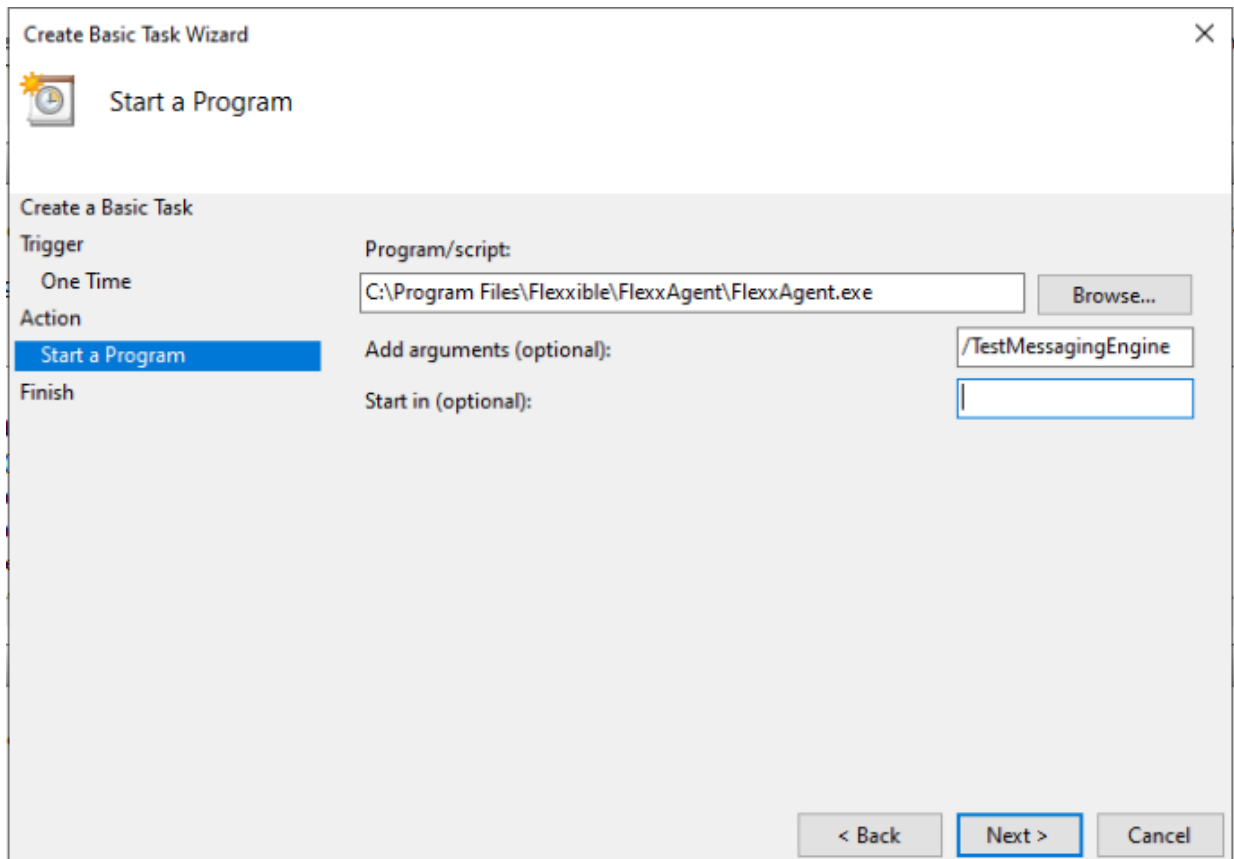 Create Basic Task Wizard
Start a Program
Create a Basic Task
Trigger
One Time
Action
Start a Program
Finish
Program/script:
C:\Program Files\Flexxible\FlexxAgent\FlexxAgent.exe
Browse...
Add arguments (optional):
/TestMessagingEngine
Start in (optional):
< Back
Next >
Cancel